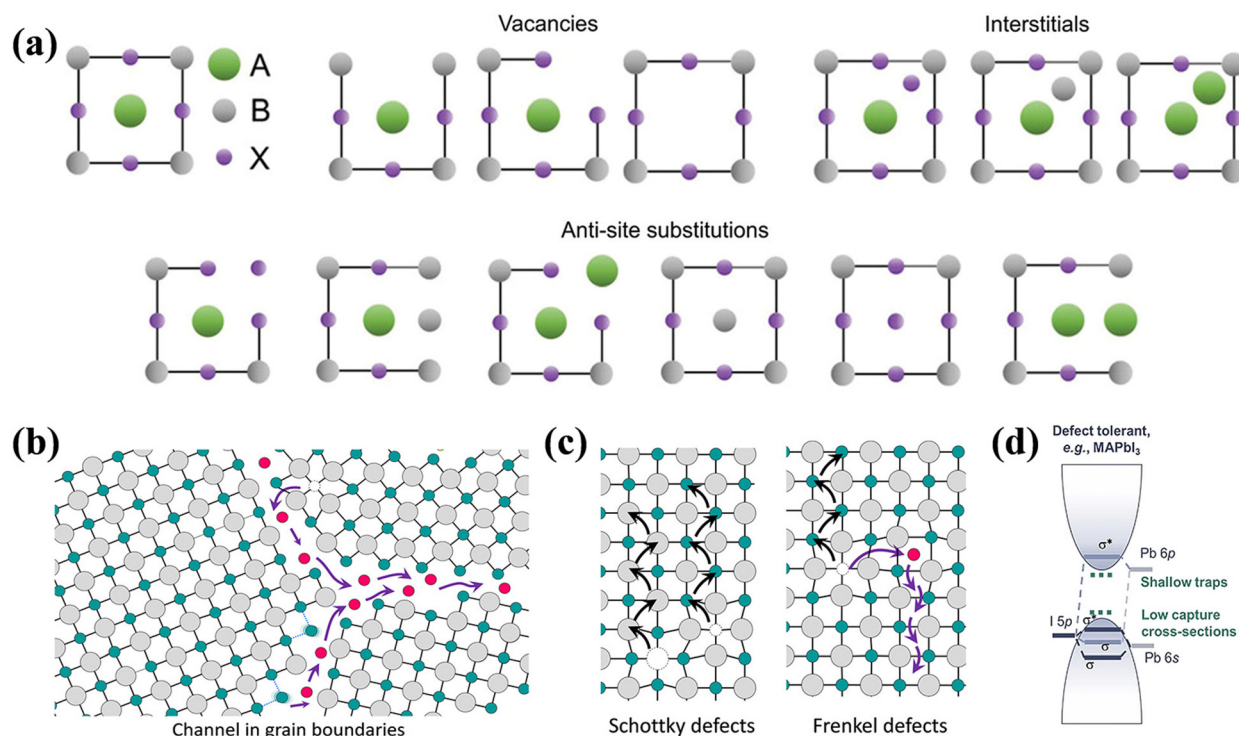 (a)
A
B
X
Vacancies
Interstitials
Anti-site substitutions
(b)
Channel in grain boundaries
(c)
Schottky defects
Frenkel defects
(d)
Defect tolerant,
e.g., MAPbI₃
σ*
Pb 6p
Shallow traps
σ*
Low capture
cross-sections
I 5p
σ
Pb 6s
σ